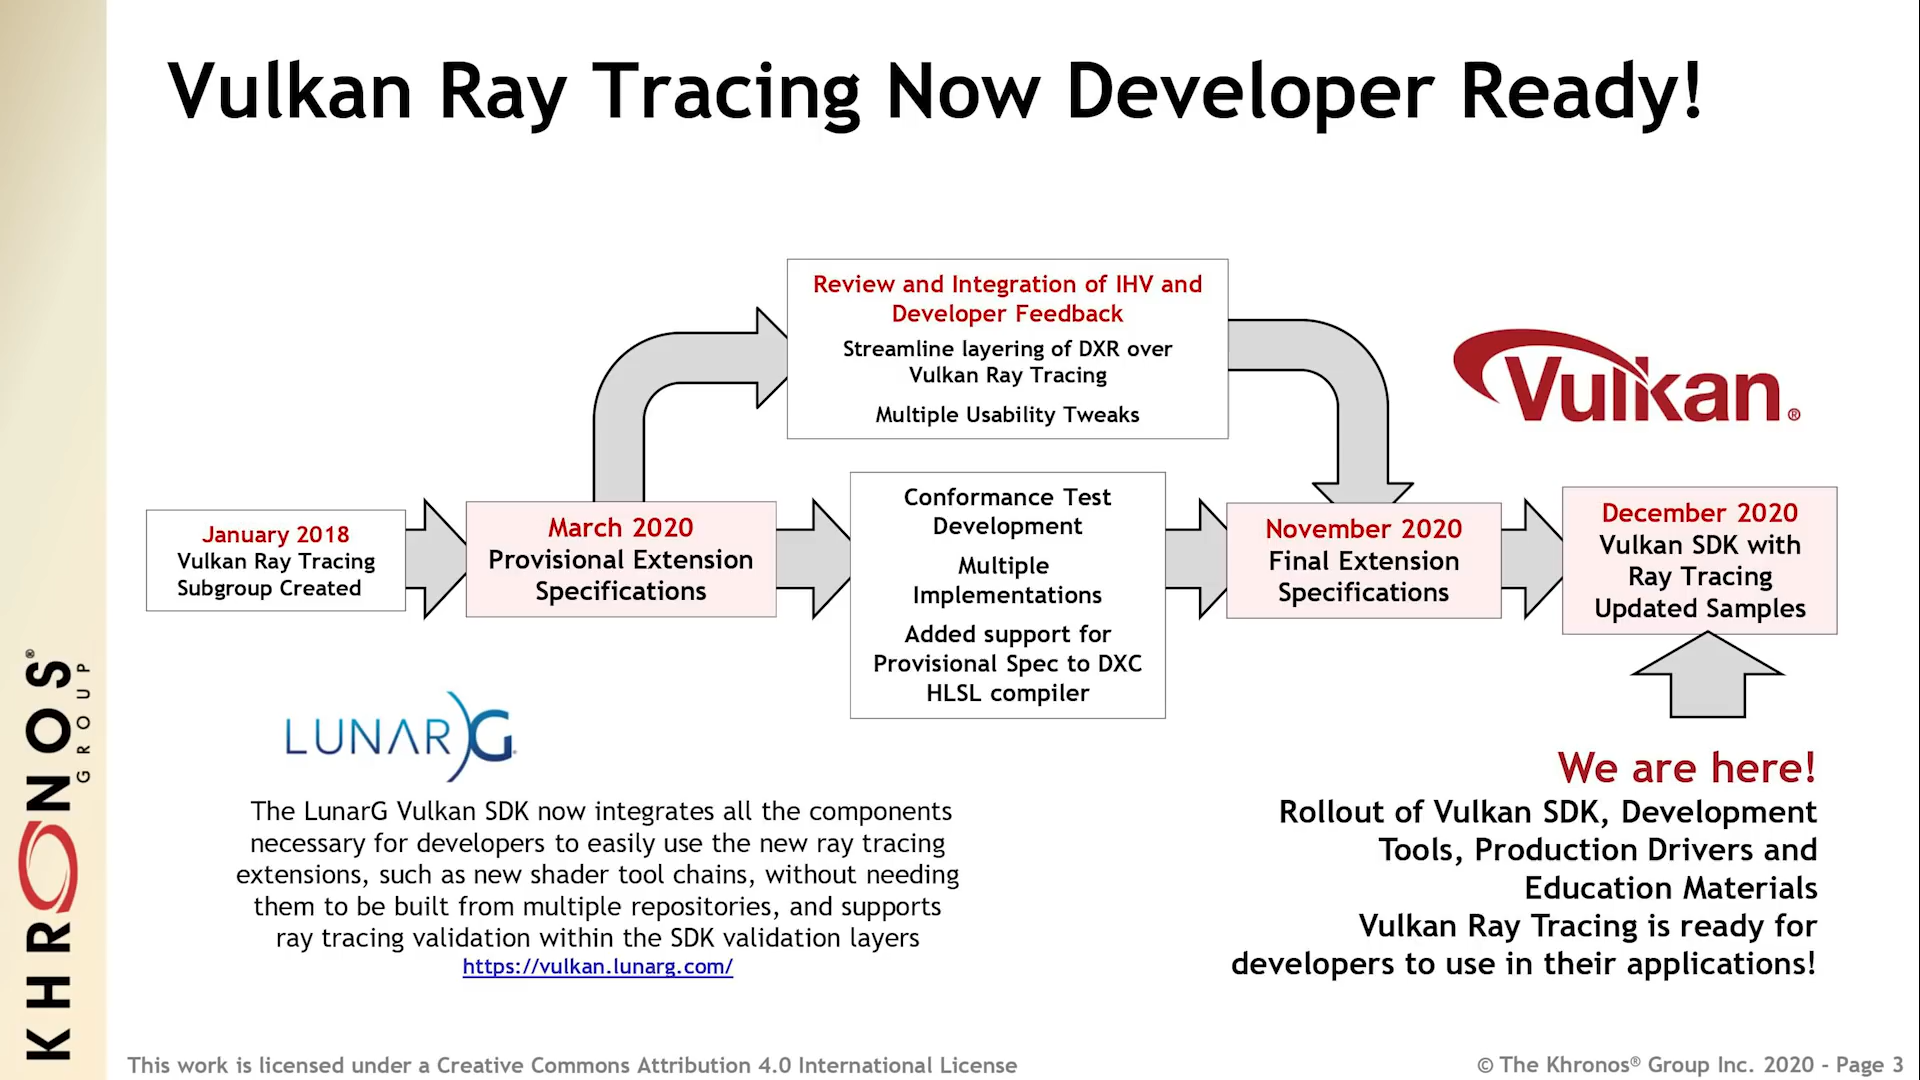 Vulkan Ray Tracing Now Developer Ready!
Review and Integration of IHV and
Developer Feedback
Streamline layering of DXR over
Vulkan Ray Tracing
Multiple Usability Tweaks
Vulkan®
January 2018
Vulkan Ray Tracing
Subgroup Created
March 2020
Provisional Extension
Specifications
Conformance Test
Development
Multiple
Implementations
Added support for
Provisional Spec to DXC
HLSL compiler
November 2020
Final Extension
Specifications
December 2020
Vulkan SDK with
Ray Tracing
Updated Samples
LUNARG
The LunarG Vulkan SDK now integrates all the components
necessary for developers to easily use the new ray tracing
extensions, such as new shader tool chains, without needing
them to be built from multiple repositories, and supports
ray tracing validation within the SDK validation layers
https://vulkan.lunarg.com/
We are here!
Rollout of Vulkan SDK, Development
Tools, Production Drivers and
Education Materials
Vulkan Ray Tracing is ready for
developers to use in their applications!
KHRONOS®
GROUP
This work is licensed under a Creative Commons Attribution 4.0 International License
© The Khronos® Group Inc. 2020 - Page 3